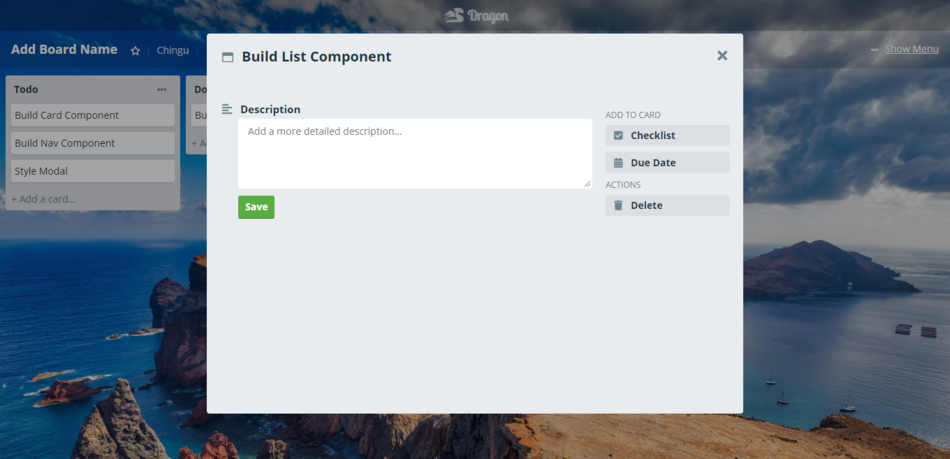 Dragon
Add Board Name
Chingu
... Show Menu
Todo
...
Build Card Component
Build Nav Component
Style Modal
+ Add a card...
Do
Bu
+ A
Build List Component
Description
Add a more detailed description...
Save
ADD TO CARD
Checklist
Due Date
ACTIONS
Delete